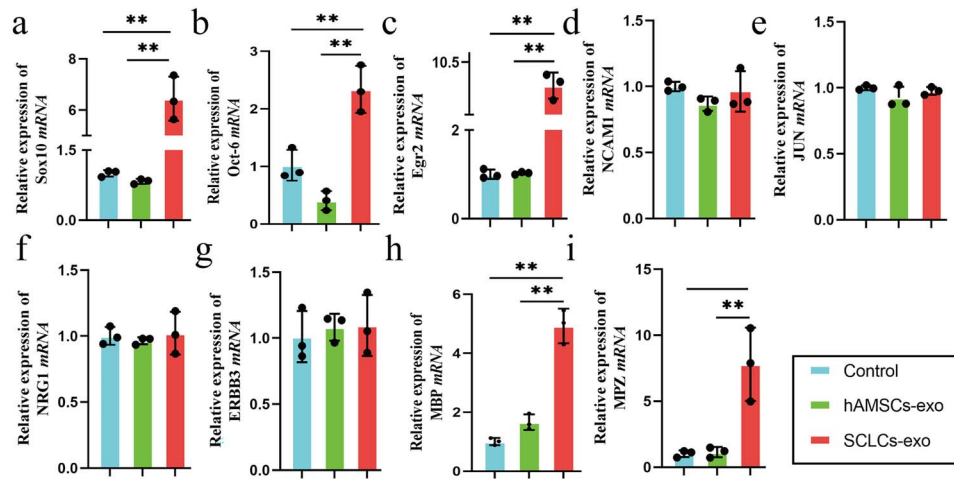 a
**
**
Relative expression of
Sox10 mRNA
8
6
4
1.5
0.0
b
**
**
Relative expression of
Oct-6 mRNA
3
2
1
0
c
**
**
Relative expression of
Egr2 mRNA
10.5
2
0
d
Relative expression of
NCAM1 mRNA
1.5
1.0
0.5
0.0
e
Relative expression of
JUN mRNA
1.5
1.0
0.5
0.0
f
Relative expression of
NRG1 mRNA
1.5
1.0
0.5
0.0
g
Relative expression of
ERBB3 mRNA
1.5
1.0
0.5
0.0
h
**
**
Relative expression of
MBP mRNA
6
4
2
0
i
**
Relative expression of
MPZ mRNA
15
10
5
0
Control
hAMSCs-exo
SCLCs-exo